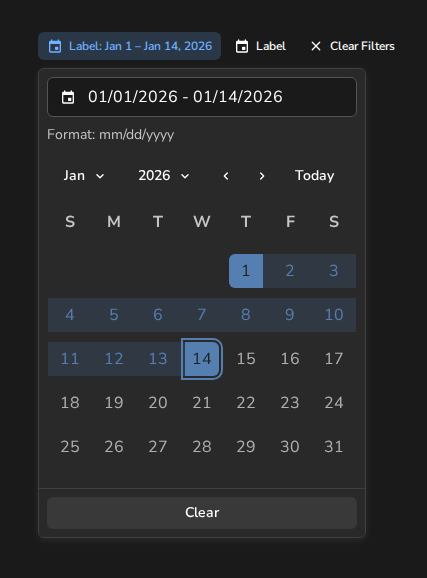 Label: Jan 1 – Jan 14, 2026 Label Clear Filters
01/01/2026 - 01/14/2026
Format: mm/dd/yyyy
Jan 2026 Today
S M T W T F S
1 2 3
4 5 6 7 8 9 10
11 12 13 14 15 16 17
18 19 20 21 22 23 24
25 26 27 28 29 30 31
Clear